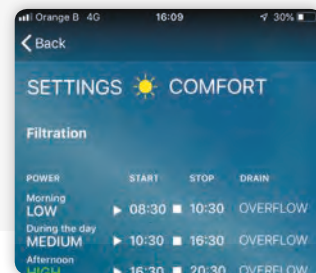 Orange B 4G 16:09 30%
Back
SETTINGS COMFORT
Filtration
POWER START STOP DRAIN
Morning
LOW 08:30 10:30 OVERFLOW
During the day
MEDIUM 10:30 16:30 OVERFLOW
Afternoon
HIGH 16:30 20:30 OVERFLOW